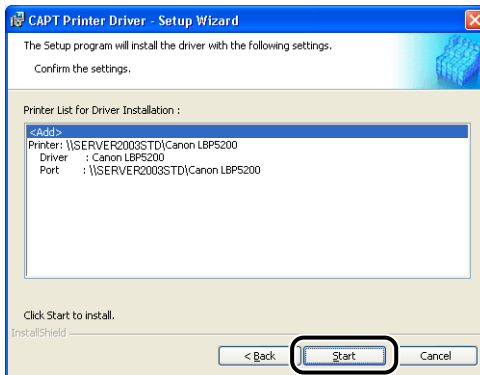 CAPT Printer Driver - Setup Wizard
The Setup program will install the driver with the following settings.
Confirm the settings.
Printer List for Driver Installation :
<Add>
Printer: \\SERVER2003STD\Canon LBP5200
Driver : Canon LBP5200
Port : \\SERVER2003STD\Canon LBP5200
Click Start to install.
InstallShield
< Back Start Cancel